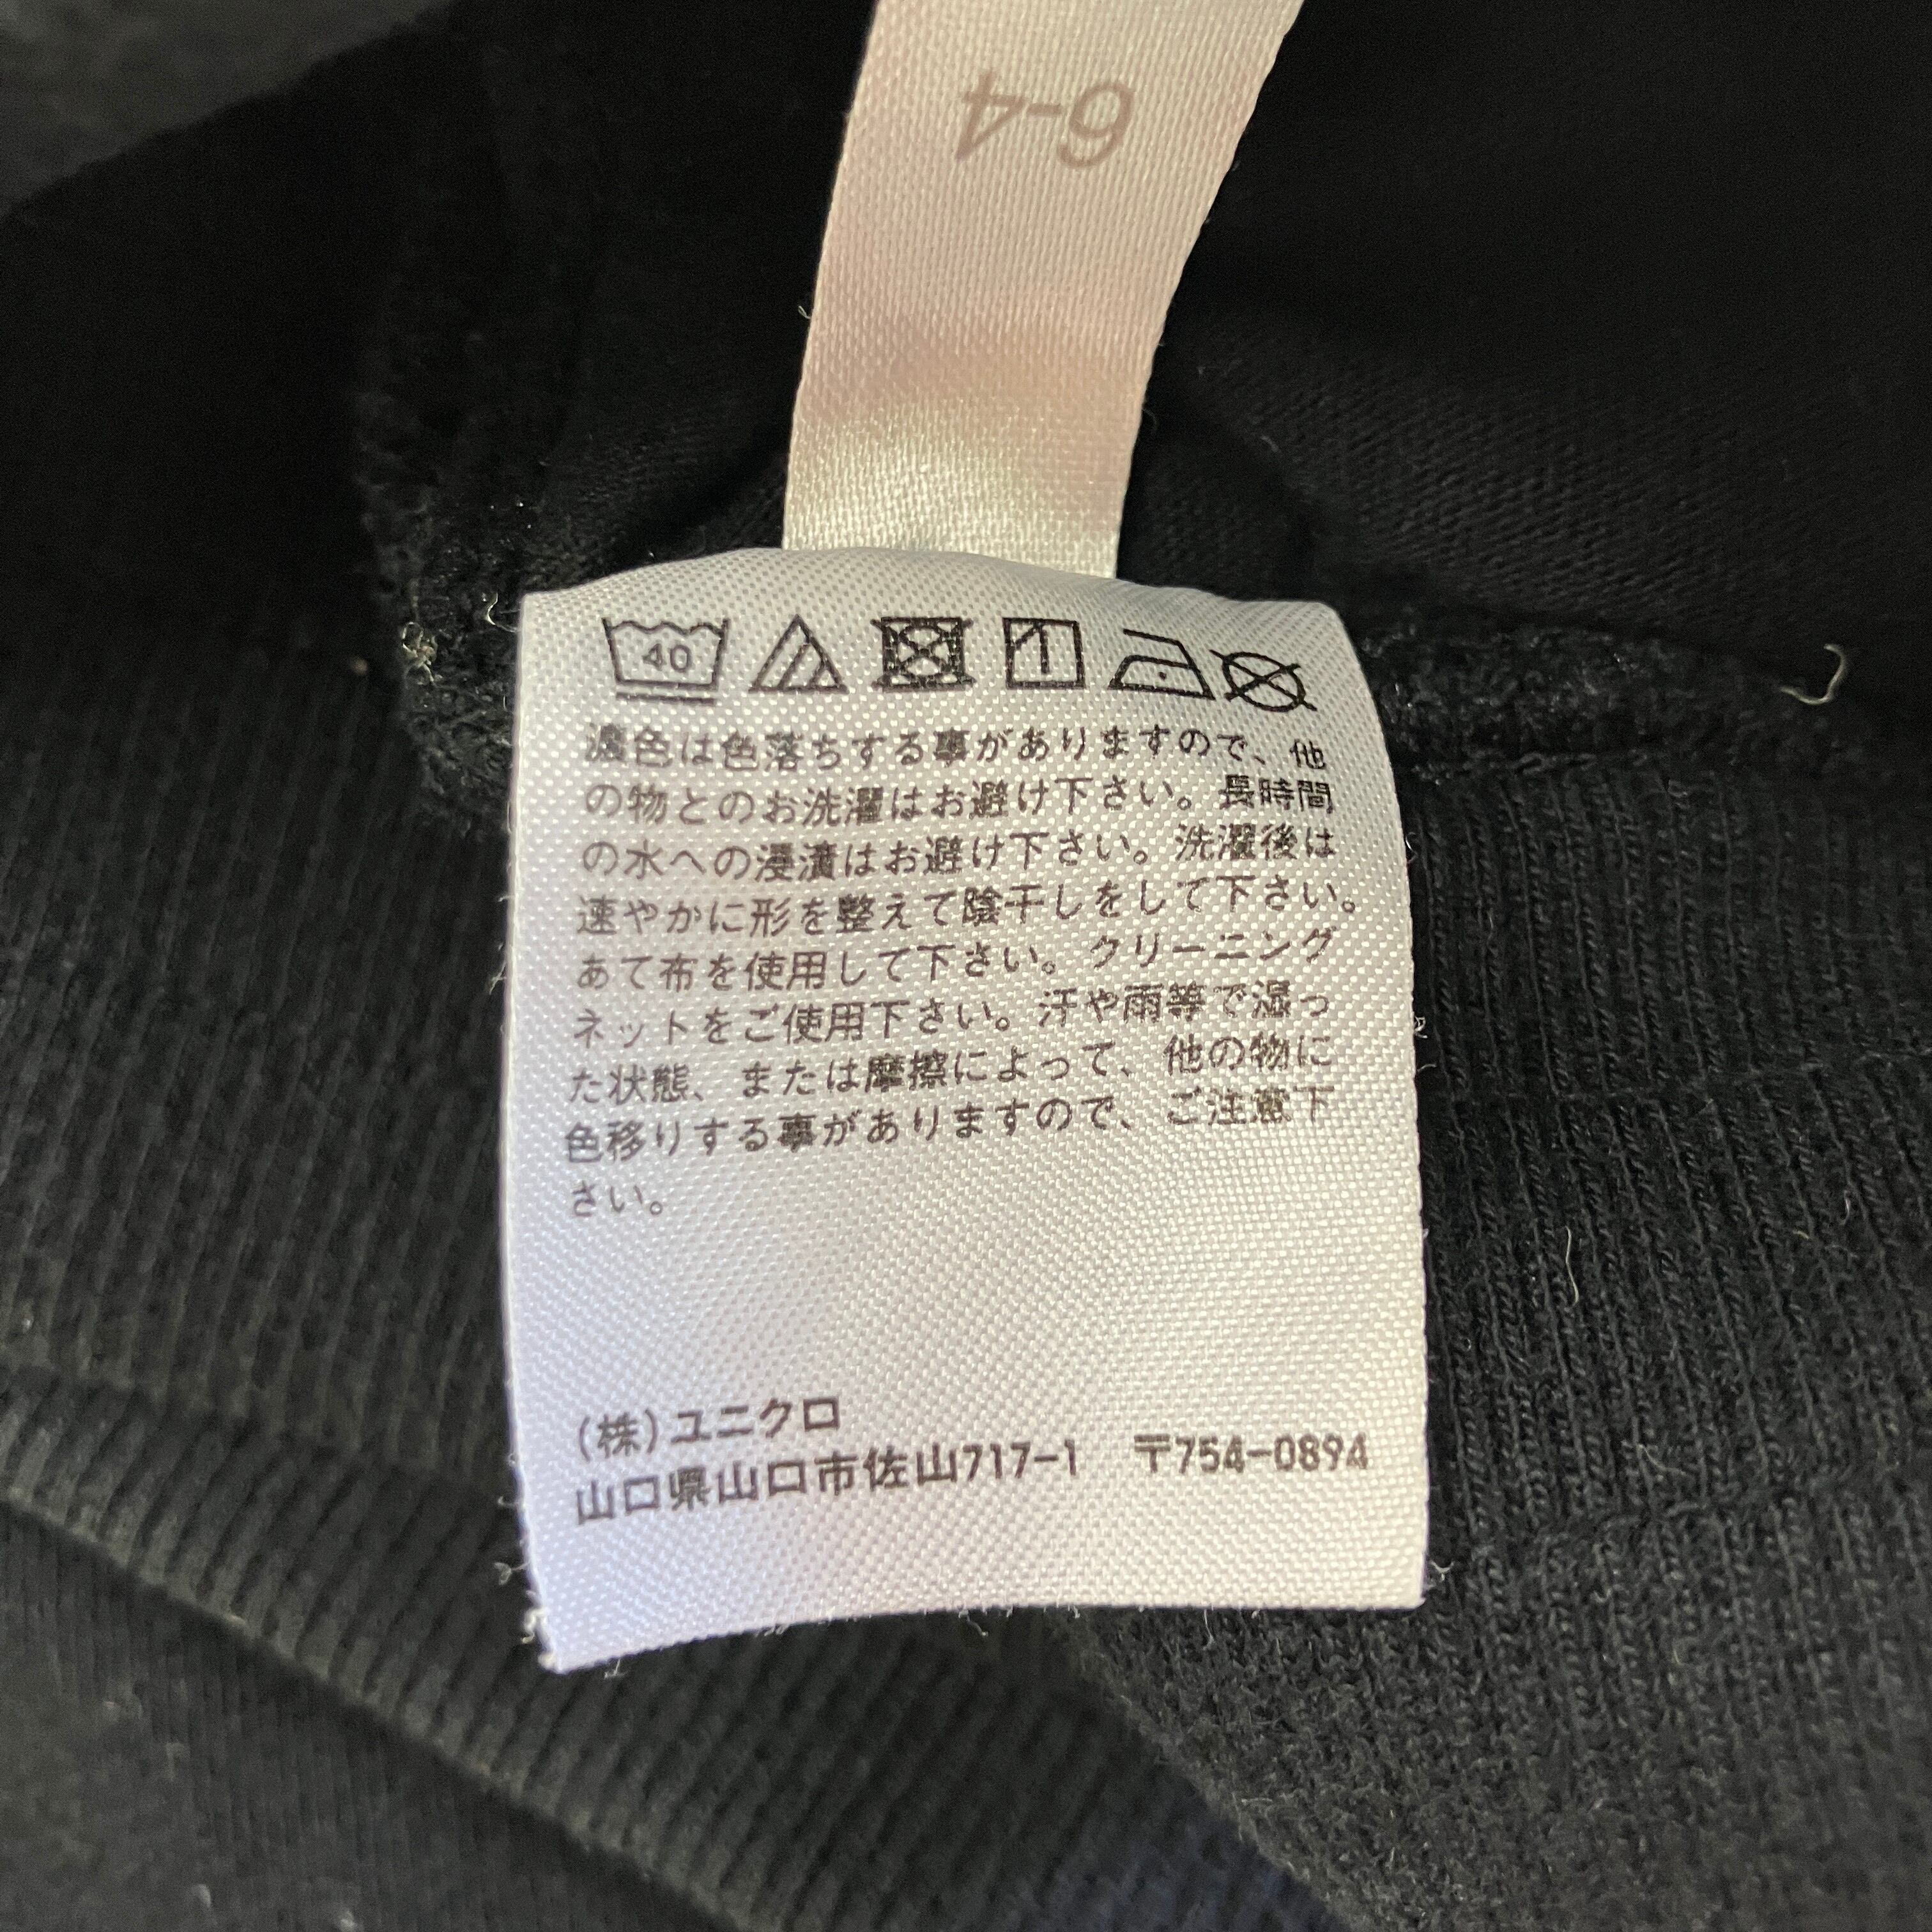 6-4
40
濃色は色落ちする事がありますので、他
の物とのお洗濯はお避け下さい。長時間
の水への浸漬はお避け下さい。洗濯後は
速やかに形を整えて陰干しをして下さい。
あて布を使用して下さい。クリーニング
ネットをご使用下さい。汗や雨等で湿っ
た状態、または摩擦によって、他の物に
色移りする事がありますので、ご注意下
さい。
(株)ユニクロ
山口県山口市佐山717-1 〒754-0894